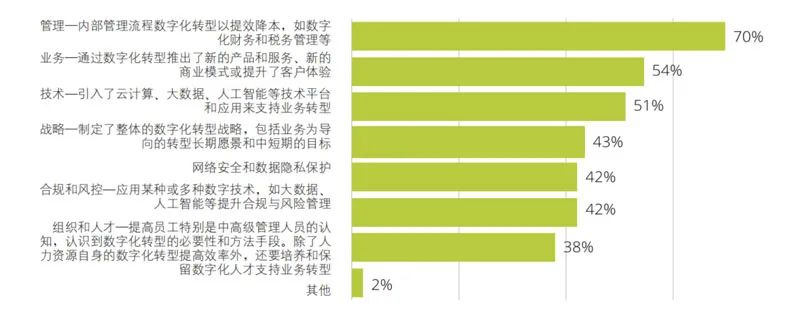 管理—内部管理流程数字化转型以提效降本，如数字
化财务和税务管理等
70%
业务—通过数字化转型推出了新的产品和服务、新的
商业模式或提升了客户体验
54%
技术—引入了云计算、大数据、人工智能等技术平台
和应用来支持业务转型
51%
战略—制定了整体的数字化转型战略，包括业务为导
向的转型长期愿景和中短期的目标
43%
网络安全和数据隐私保护
42%
合规和风控—应用某种或多种数字技术，如大数据、
人工智能等提升合规与风险管理
42%
组织和人才—提高员工特别是中高级管理人员的认
知，认识到数字化转型的必要性和方法手段。除了人
力资源自身的数字化转型提高效率外，还要培养和保
留数字化人才支持业务转型
38%
其他
2%